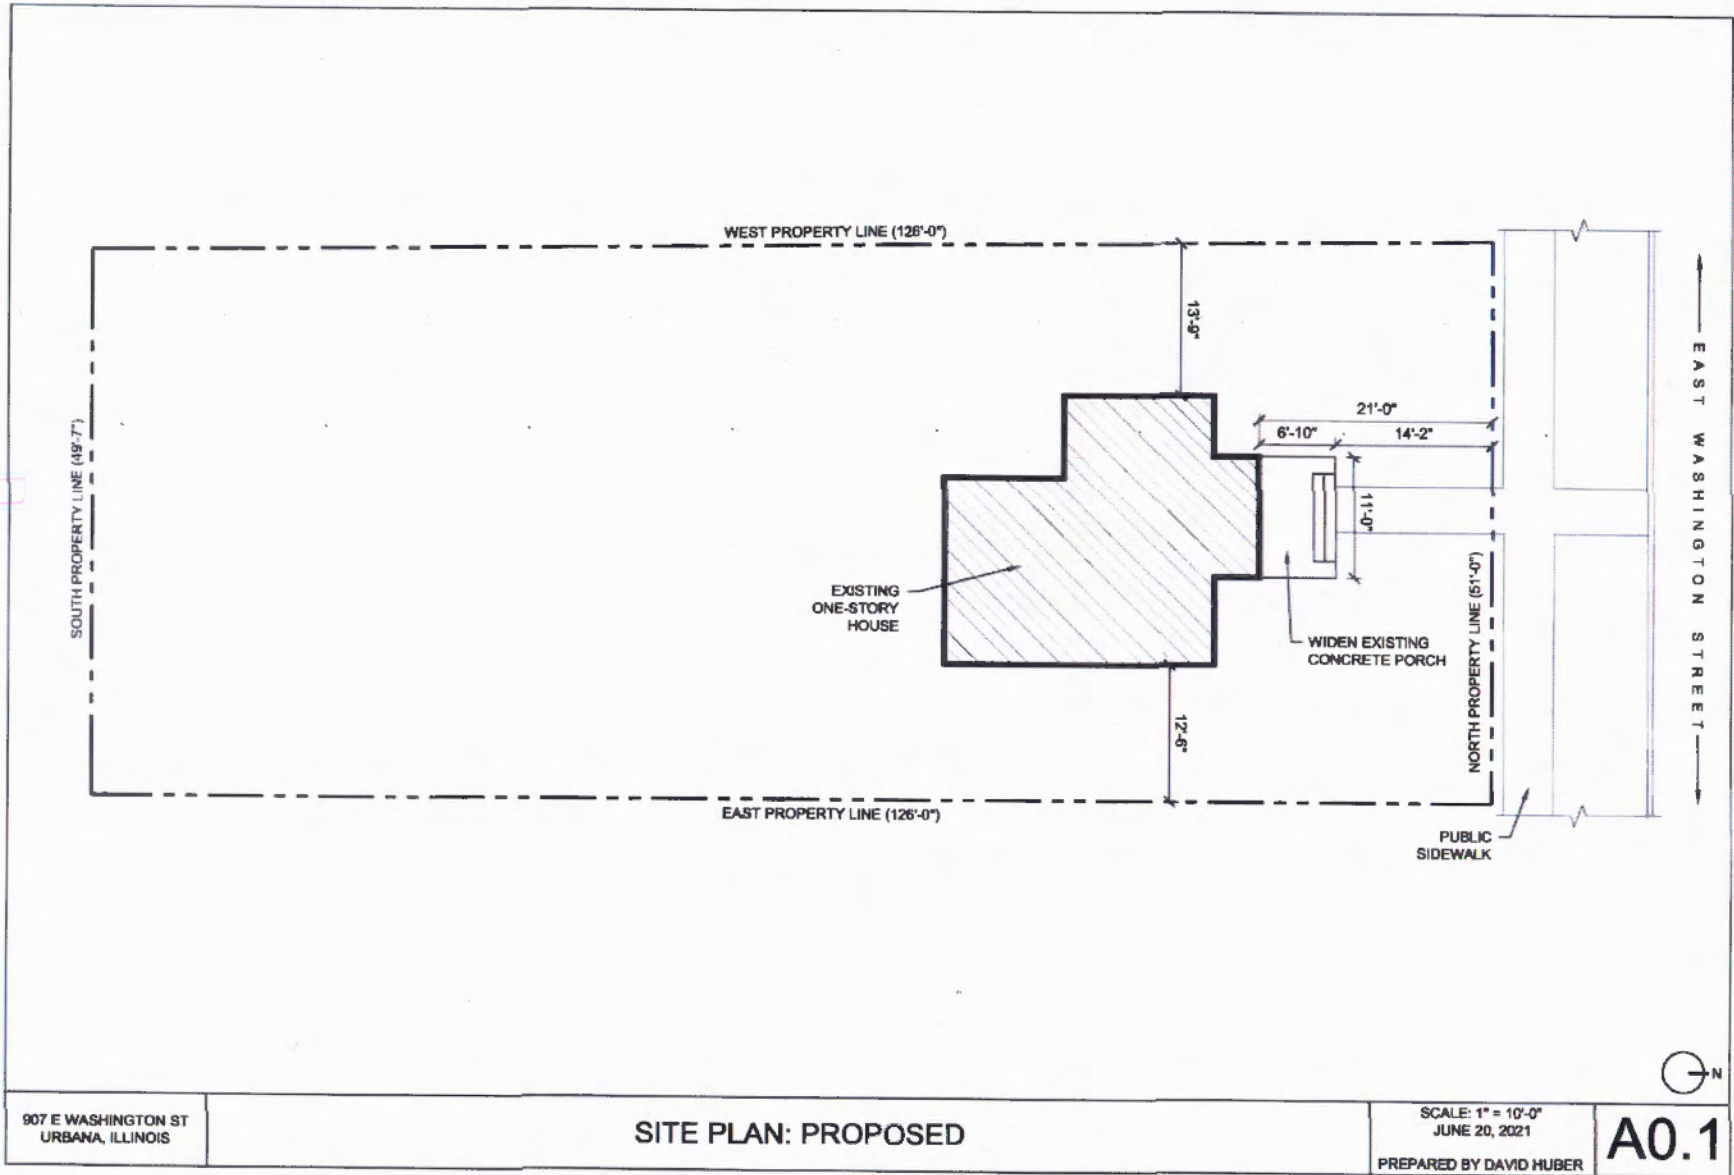 WEST PROPERTY LINE (126'-0")
13'-9"
21'-0"
6'-10"
14'-2"
11'-0"
SOUTH PROPERTY LINE (49'-7")
EXISTING
ONE-STORY
HOUSE
WIDEN EXISTING
CONCRETE PORCH
NORTH PROPERTY LINE (51'-0")
EAST WASHINGTON STREET
12'-6"
EAST PROPERTY LINE (126'-0")
PUBLIC
SIDEWALK
N
907 E WASHINGTON ST
URBANA, ILLINOIS
SITE PLAN: PROPOSED
SCALE: 1" = 10'-0"
JUNE 20, 2021
PREPARED BY DAVID HUBER
A0.1